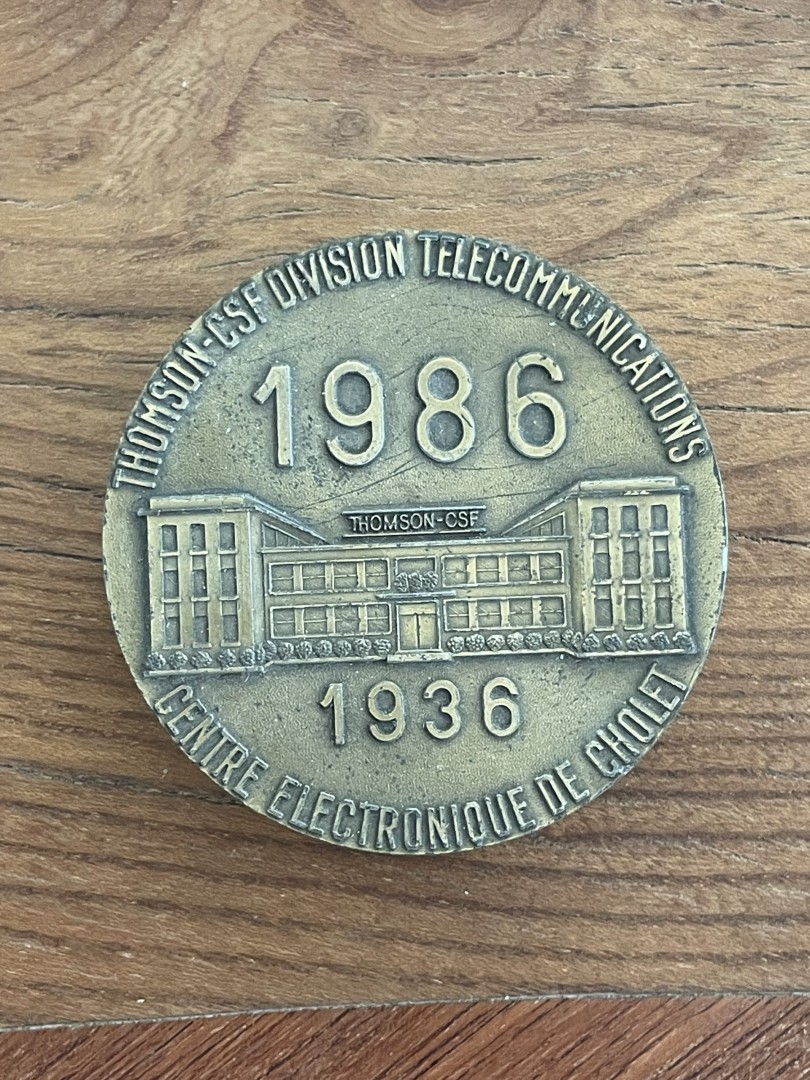 THOMSON-CSF DIVISION TELECOMMUNICATIONS
1986
THOMSON-CSF
1936
CENTRE ELECTRONIQUE DE CHOLET